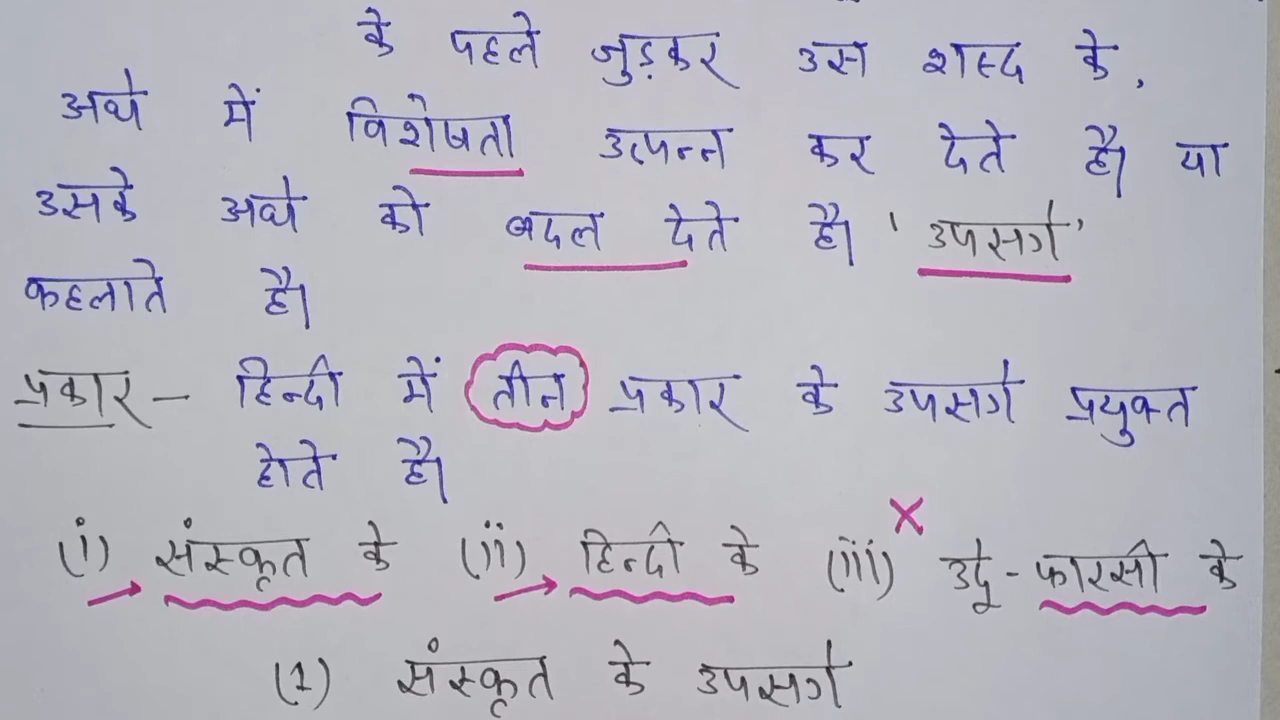 के पहले जुड़कर उस शब्द के,
अर्थ में विशेषता उत्पन्न कर देते है। या
उसके अर्थ को बदल देते है। 'उपसर्ग'
कहलाते है।
प्रकार - हिन्दी में तीन प्रकार के उपसर्ग प्रयुक्त
होते है।
(i) संस्कृत के (ii) हिन्दी के (iii) उर्दू-फारसी के
(1) संस्कृत के उपसर्ग